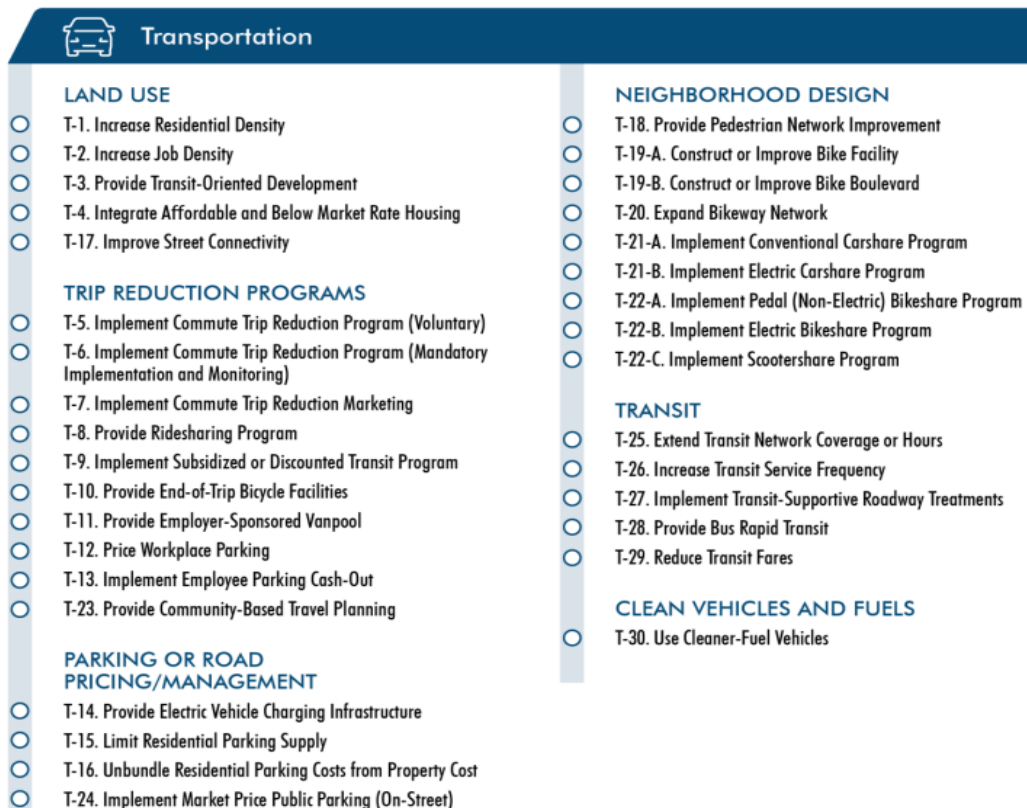 Transportation
LAND USE
T-1. Increase Residential Density
T-2. Increase Job Density
T-3. Provide Transit-Oriented Development
T-4. Integrate Affordable and Below Market Rate Housing
T-17. Improve Street Connectivity
TRIP REDUCTION PROGRAMS
T-5. Implement Commute Trip Reduction Program (Voluntary)
T-6. Implement Commute Trip Reduction Program (Mandatory
Implementation and Monitoring)
T-7. Implement Commute Trip Reduction Marketing
T-8. Provide Ridesharing Program
T-9. Implement Subsidized or Discounted Transit Program
T-10. Provide End-of-Trip Bicycle Facilities
T-11. Provide Employer-Sponsored Vanpool
T-12. Price Workplace Parking
T-13. Implement Employee Parking Cash-Out
T-23. Provide Community-Based Travel Planning
PARKING OR ROAD
PRICING/MANAGEMENT
T-14. Provide Electric Vehicle Charging Infrastructure
T-15. Limit Residential Parking Supply
T-16. Unbundle Residential Parking Costs from Property Cost
T-24. Implement Market Price Public Parking (On-Street)
NEIGHBORHOOD DESIGN
T-18. Provide Pedestrian Network Improvement
T-19-A. Construct or Improve Bike Facility
T-19-B. Construct or Improve Bike Boulevard
T-20. Expand Bikeway Network
T-21-A. Implement Conventional Carshare Program
T-21-B. Implement Electric Carshare Program
T-22-A. Implement Pedal (Non-Electric) Bikeshare Program
T-22-B. Implement Electric Bikeshare Program
T-22-C. Implement Scootershare Program
TRANSIT
T-25. Extend Transit Network Coverage or Hours
T-26. Increase Transit Service Frequency
T-27. Implement Transit-Supportive Roadway Treatments
T-28. Provide Bus Rapid Transit
T-29. Reduce Transit Fares
CLEAN VEHICLES AND FUELS
T-30. Use Cleaner-Fuel Vehicles